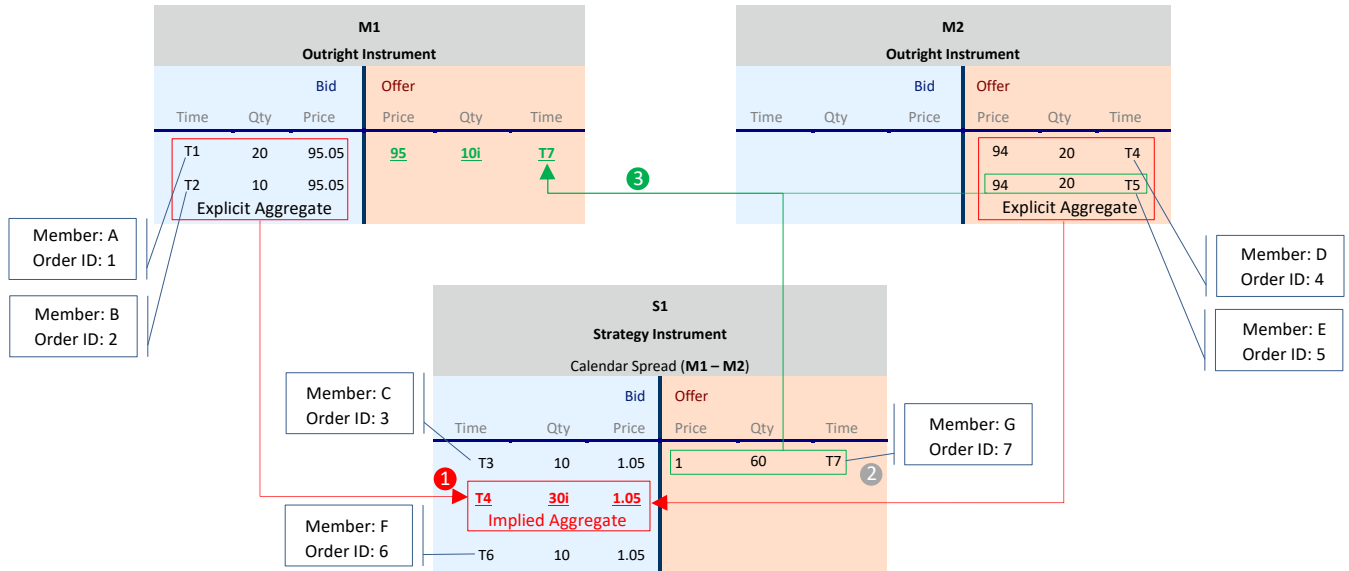 M1
Outright Instrument
Bid Offer
Time Qty Price Price Qty Time
T1 20 95.05 95 10i T7
T2 10 95.05
Explicit Aggregate
M2
Outright Instrument
Bid Offer
Time Qty Price Price Qty Time
94 20 T4
94 20 T5
Explicit Aggregate
3
Member: A
Order ID: 1
Member: B
Order ID: 2
Member: D
Order ID: 4
Member: E
Order ID: 5
S1
Strategy Instrument
Calendar Spread (M1 – M2)
Bid Offer
Time Qty Price Price Qty Time
T3 10 1.05 1 60 T7
1
2
T4 30i 1.05
Implied Aggregate
T6 10 1.05
Member: C
Order ID: 3
Member: G
Order ID: 7
Member: F
Order ID: 6